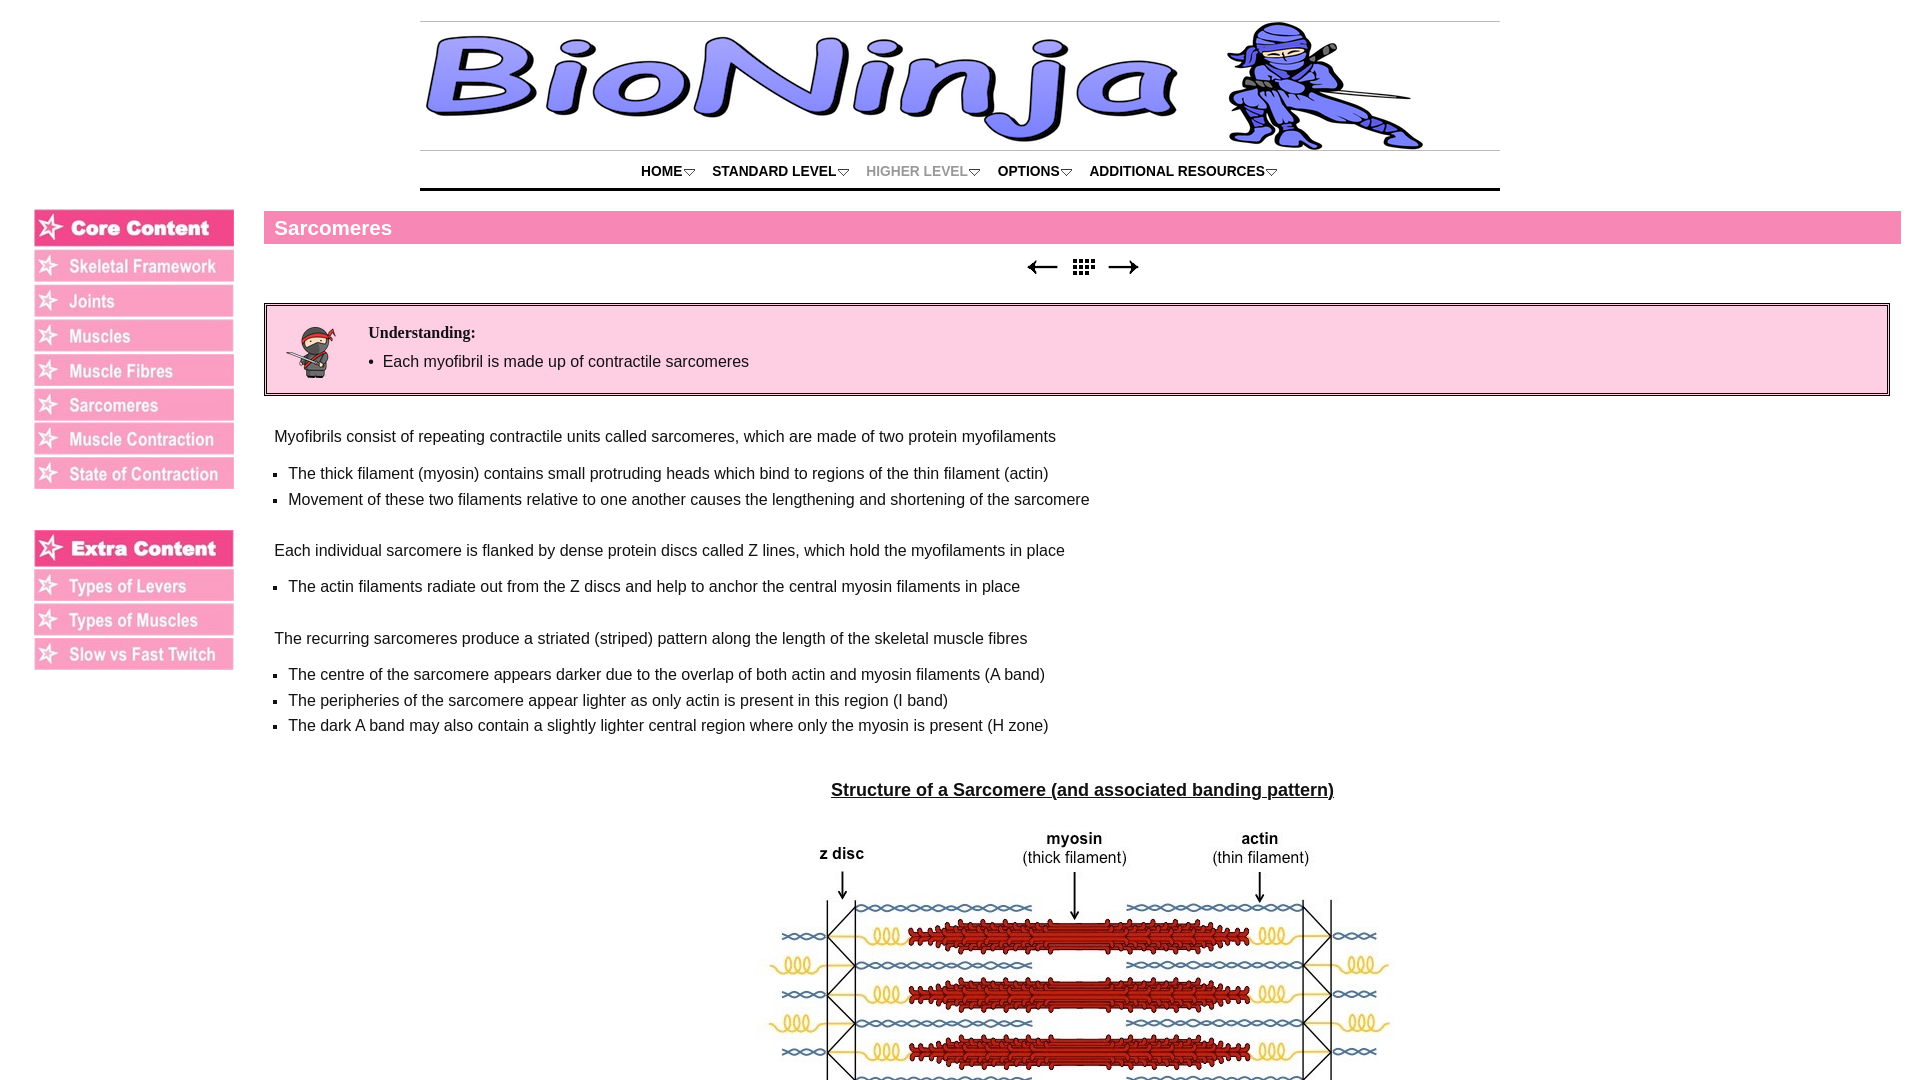 BioNinja
HOME STANDARD LEVEL HIGHER LEVEL OPTIONS ADDITIONAL RESOURCES
Core Content
Skeletal Framework
Joints
Muscles
Muscle Fibres
Sarcomeres
Muscle Contraction
State of Contraction
Extra Content
Types of Levers
Types of Muscles
Slow vs Fast Twitch
Sarcomeres
Understanding:
• Each myofibril is made up of contractile sarcomeres
Myofibrils consist of repeating contractile units called sarcomeres, which are made of two protein myofilaments
▪ The thick filament (myosin) contains small protruding heads which bind to regions of the thin filament (actin)
▪ Movement of these two filaments relative to one another causes the lengthening and shortening of the sarcomere
Each individual sarcomere is flanked by dense protein discs called Z lines, which hold the myofilaments in place
▪ The actin filaments radiate out from the Z discs and help to anchor the central myosin filaments in place
The recurring sarcomeres produce a striated (striped) pattern along the length of the skeletal muscle fibres
▪ The centre of the sarcomere appears darker due to the overlap of both actin and myosin filaments (A band)
▪ The peripheries of the sarcomere appear lighter as only actin is present in this region (I band)
▪ The dark A band may also contain a slightly lighter central region where only the myosin is present (H zone)
Structure of a Sarcomere (and associated banding pattern)
z disc
myosin
(thick filament)
actin
(thin filament)